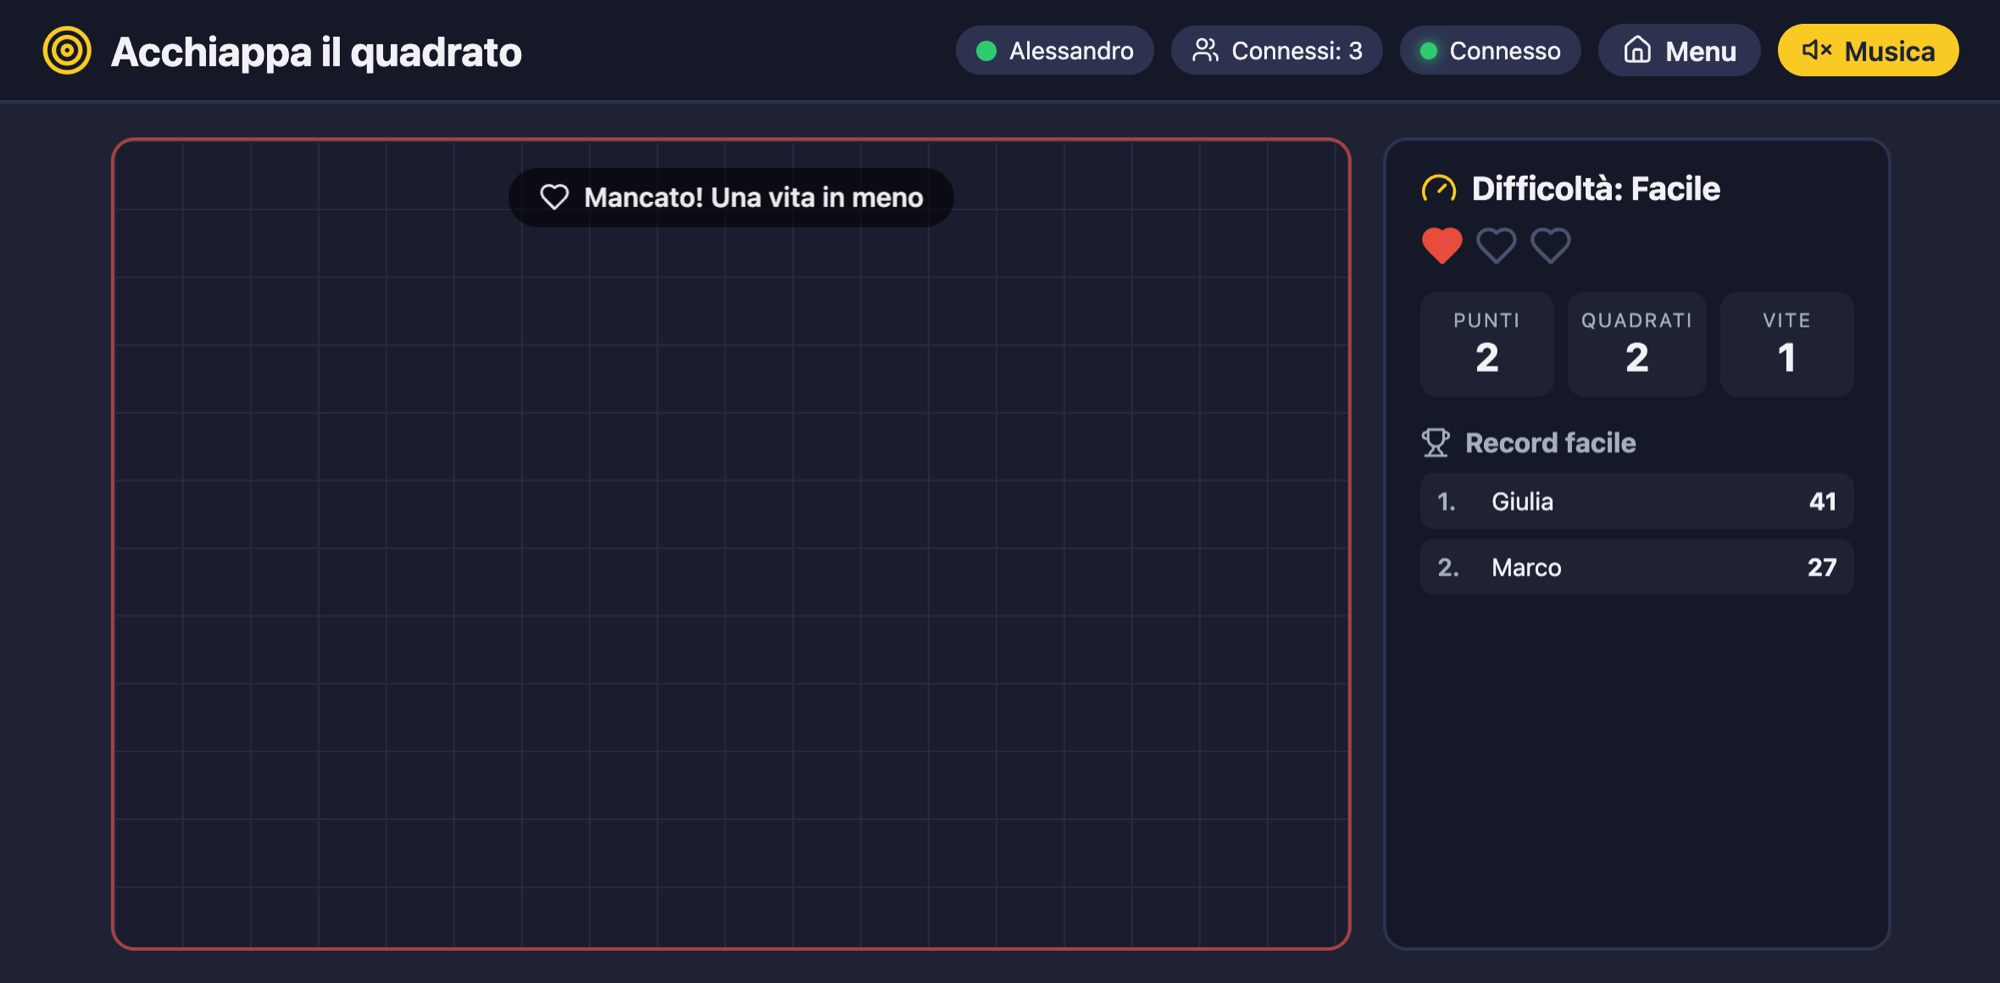 Acchiappa il quadrato
Alessandro
Connessi: 3
Connesso
Menu
Musica
Mancato! Una vita in meno
Difficoltà: Facile
PUNTI
2
QUADRATI
2
VITE
1
Record facile
1. Giulia 41
2. Marco 27